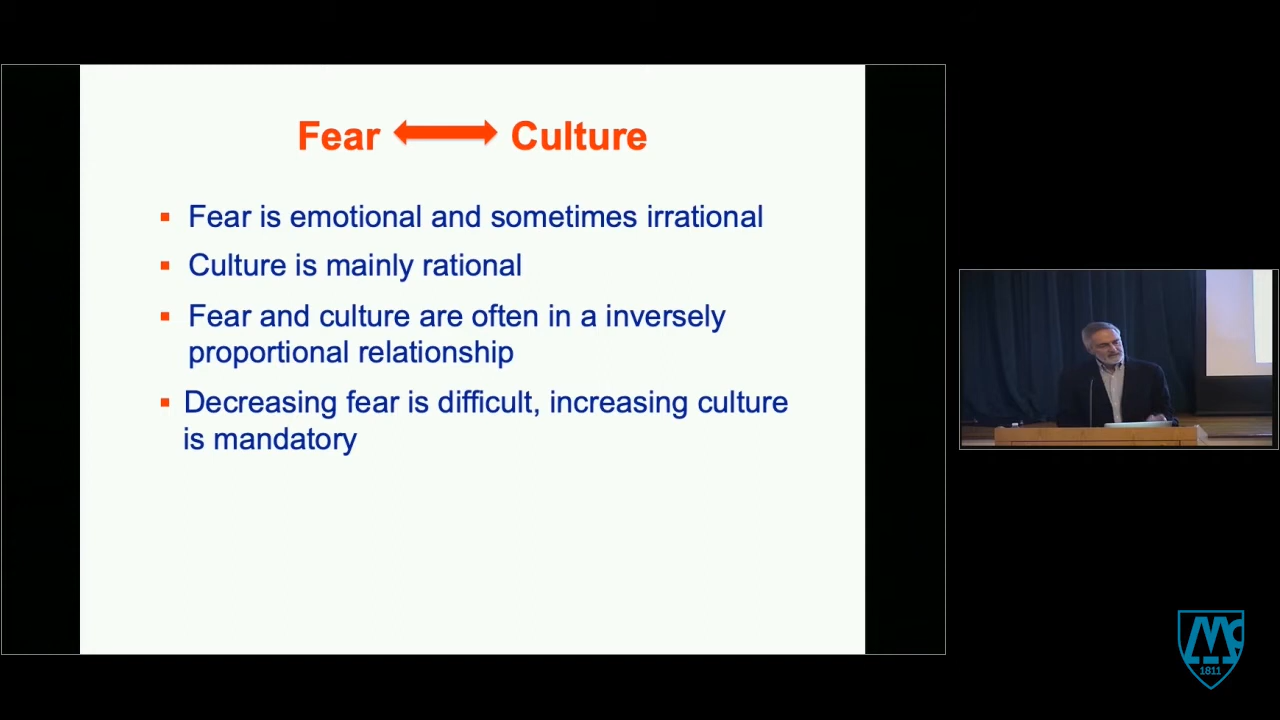 Fear Culture
Fear is emotional and sometimes irrational
Culture is mainly rational
Fear and culture are often in a inversely
proportional relationship
Decreasing fear is difficult, increasing culture
is mandatory
MC
1811